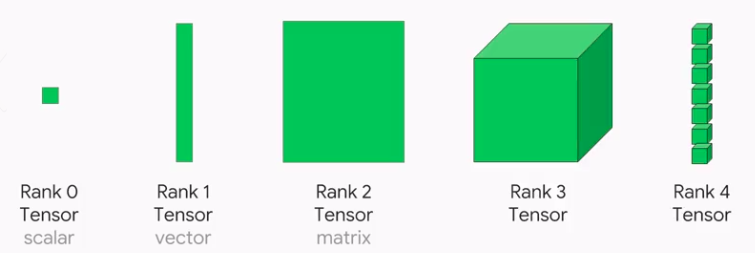 Rank 0
Tensor
scalar
Rank 1
Tensor
vector
Rank 2
Tensor
matrix
Rank 3
Tensor
Rank 4
Tensor